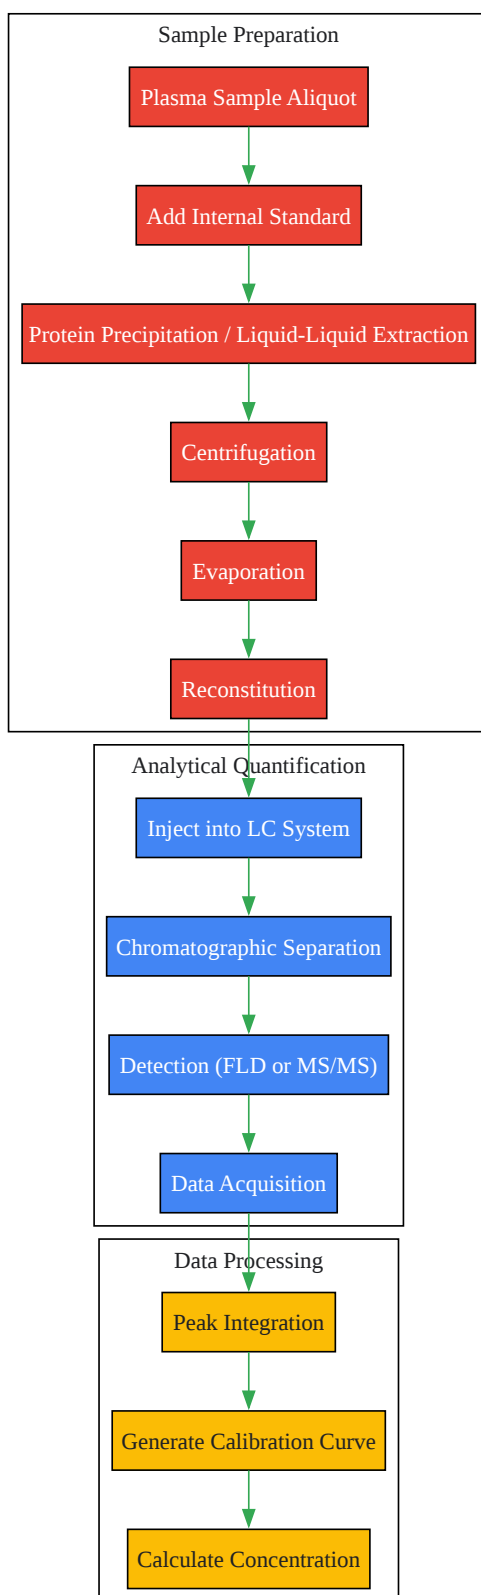 Sample Preparation
Plasma Sample Aliquot
Add Internal Standard
Protein Precipitation / Liquid-Liquid Extraction
Centrifugation
Evaporation
Reconstitution
Analytical Quantification
Inject into LC System
Chromatographic Separation
Detection (FLD or MS/MS)
Data Acquisition
Data Processing
Peak Integration
Generate Calibration Curve
Calculate Concentration